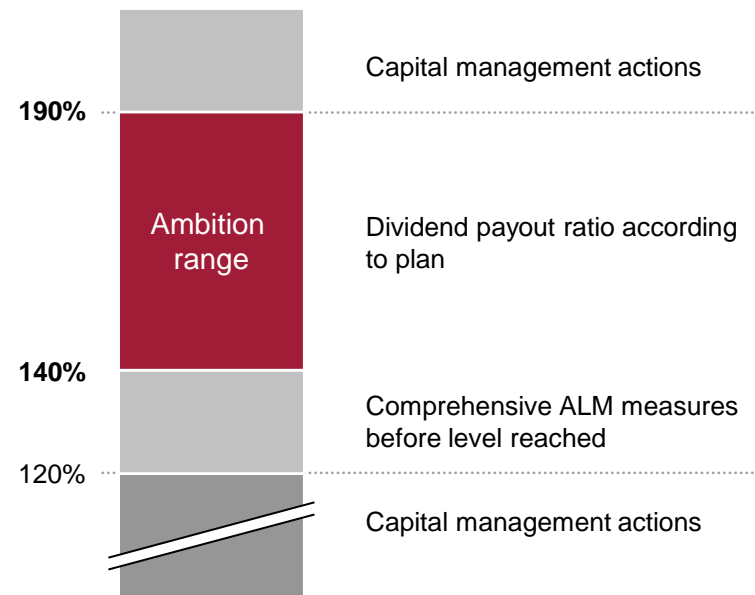 Capital management actions
190%
Ambition
range
Dividend payout ratio according
to plan
140%
Comprehensive ALM measures
before level reached
120%
Capital management actions